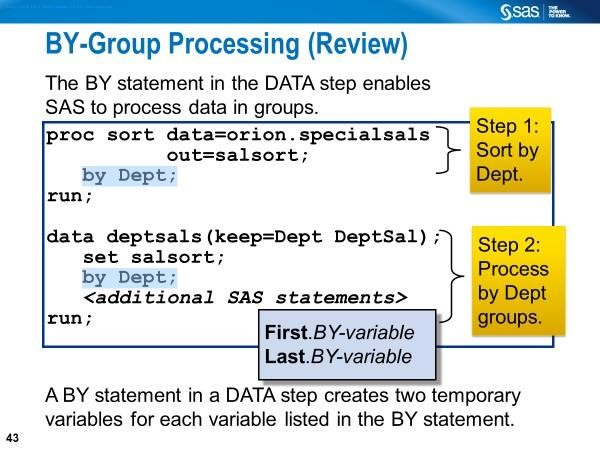 sas THE POWER TO KNOW.
BY-Group Processing (Review)
The BY statement in the DATA step enables
SAS to process data in groups.
proc sort data=orion.specialsals
out=salsort;
by Dept;
run;
Step 1:
Sort by
Dept.
data deptsals(keep=Dept DeptSal);
set salsort;
by Dept;
<additional SAS statements>
run;
Step 2:
Process
by Dept
groups.
First.BY-variable
Last.BY-variable
A BY statement in a DATA step creates two temporary
variables for each variable listed in the BY statement.
43